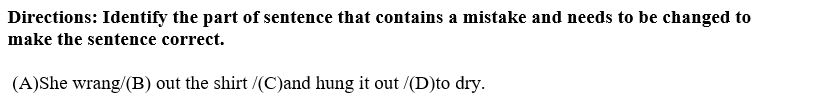 Directions: Identify the part of sentence that contains a mistake and needs to be changed to
make the sentence correct.
(A)She wrang/(B) out the shirt /(C)and hung it out /(D)to dry.